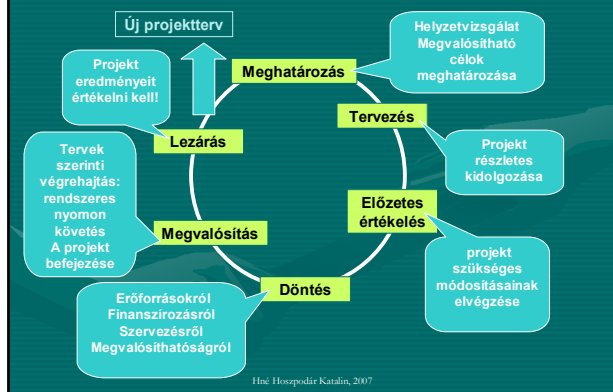 Új projektterv
Helyzetvizsgálat
Megvalósítható
célok
meghatározása
Projekt
eredményeit
értékelni kell!
Meghatározás
Tervezés
Lezárás
Projekt
részletes
kidolgozása
Tervek
szerinti
végrehajtás:
rendszeres
nyomon
követés
A projekt
befejezése
Előzetes
értékelés
Megvalósítás
projekt
szükséges
módosításainak
elvégzése
Döntés
Erőforrásokról
Finanszírozásról
Szervezésről
Megvalósíthatóságról
Hné Hoszpodár Katalin, 2007